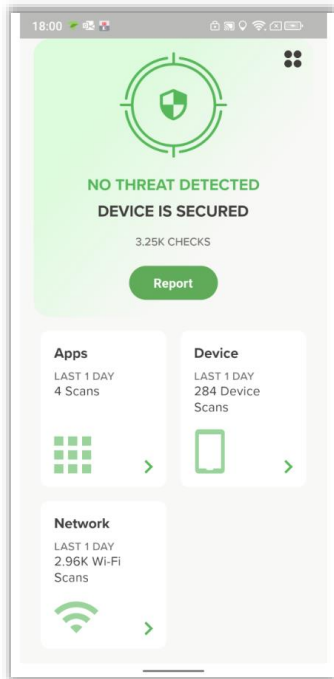 18:00
NO THREAT DETECTED
DEVICE IS SECURED
3.25K CHECKS
Report
Apps
LAST 1 DAY
4 Scans
Device
LAST 1 DAY
284 Device
Scans
Network
LAST 1 DAY
2.96K Wi-Fi
Scans